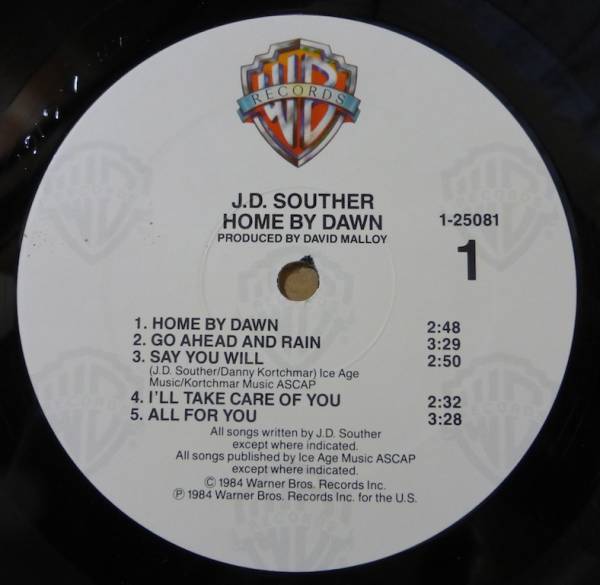 RECORDS
J.D. SOUTHER
HOME BY DAWN
PRODUCED BY DAVID MALLOY
1-25081
1
1. HOME BY DAWN 2:48
2. GO AHEAD AND RAIN 3:29
3. SAY YOU WILL 2:50
(J.D. Souther/Danny Kortchmar) Ice Age
Music/Kortchmar Music ASCAP
4. I'LL TAKE CARE OF YOU 2:32
5. ALL FOR YOU 3:28
All songs written by J.D. Souther
except where indicated.
All songs published by Ice Age Music ASCAP
except where indicated.
© 1984 Warner Bros. Records Inc.
℗ 1984 Warner Bros. Records Inc. for the U.S.